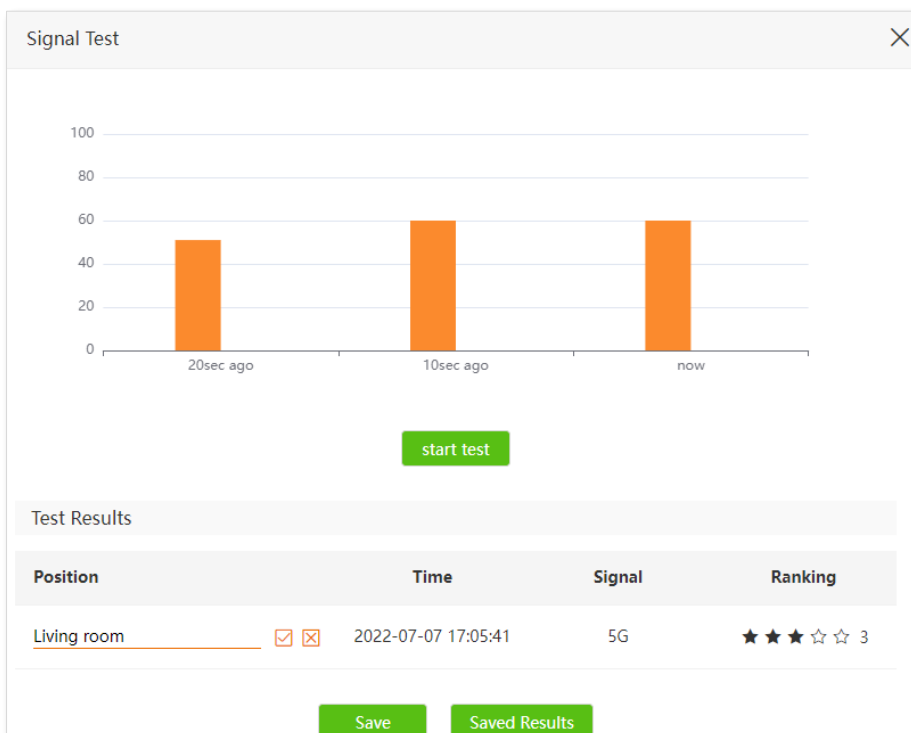 Signal Test
100
80
60
40
20
0
20sec ago 10sec ago now
start test
Test Results
Position Time Signal Ranking
Living room 2022-07-07 17:05:41 5G ★ ★ ★ ☆ ☆ 3
Save Saved Results